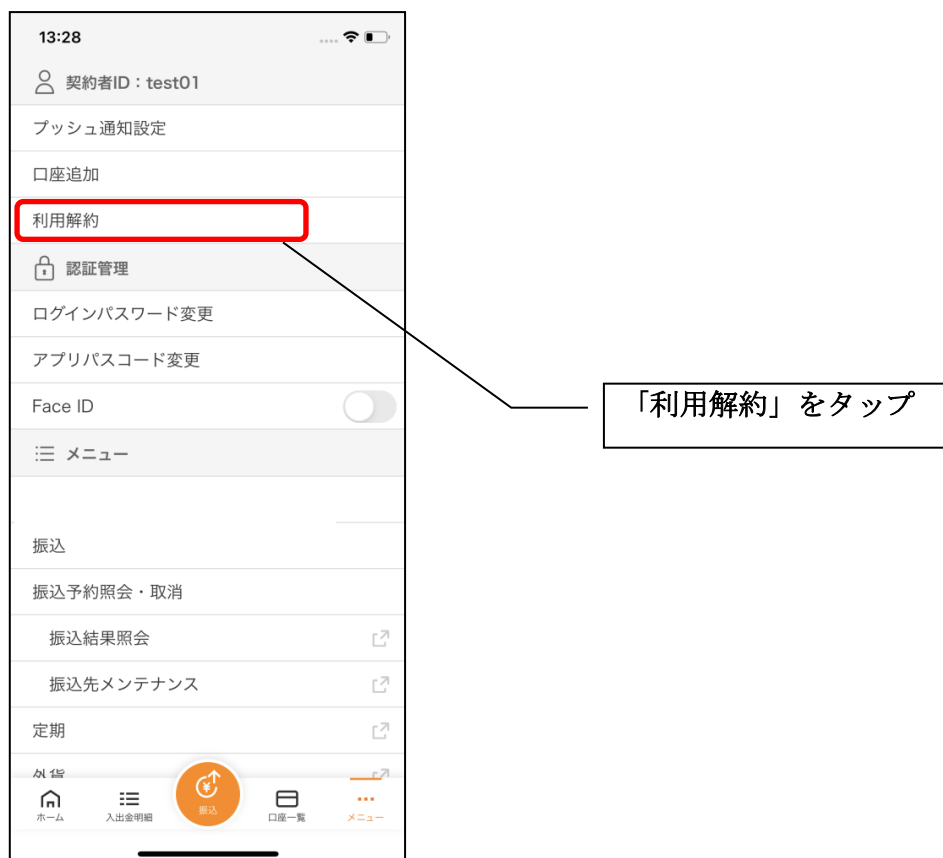 13:28
契約者ID：test01
プッシュ通知設定
口座追加
利用解約
認証管理
ログインパスワード変更
アプリパスコード変更
Face ID
「利用解約」をタップ
メニュー
振込
振込予約照会・取消
振込結果照会
振込先メンテナンス
定期
外貨
ホーム
入出金明細
振込
口座一覧
メニュー